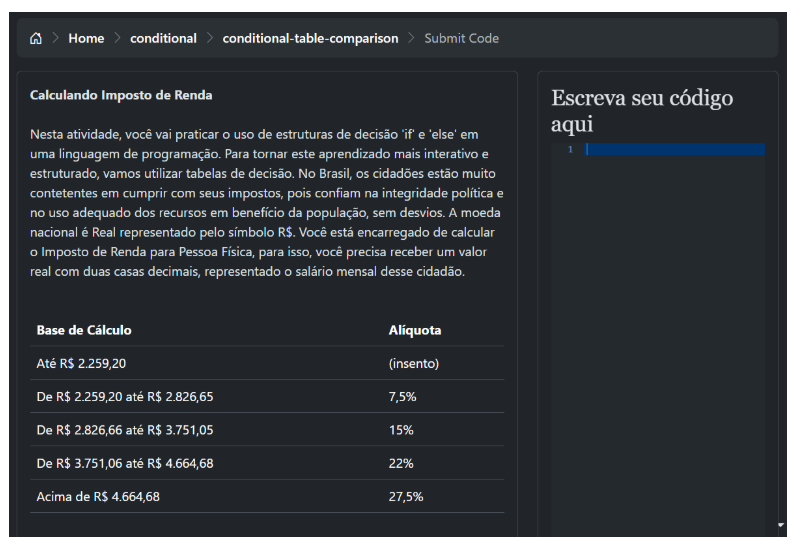 Home > conditional > conditional-table-comparison > Submit Code
Calculando Imposto de Renda
Nesta atividade, você vai praticar o uso de estruturas de decisão 'if' e 'else' em
uma linguagem de programação. Para tornar este aprendizado mais interativo e
estruturado, vamos utilizar tabelas de decisão. No Brasil, os cidadões estão muito
contetentes em cumprir com seus impostos, pois confiam na integridade política e
no uso adequado dos recursos em benefício da população, sem desvios. A moeda
nacional é Real representado pelo símbolo R$. Você está encarregado de calcular
o Imposto de Renda para Pessoa Física, para isso, você precisa receber um valor
real com duas casas decimais, representado o salário mensal desse cidadão.
Base de Cálculo Alíquota
Até R$ 2.259,20 (insento)
De R$ 2.259,20 até R$ 2.826,65 7,5%
De R$ 2.826,66 até R$ 3.751,05 15%
De R$ 3.751,06 até R$ 4.664,68 22%
Acima de R$ 4.664,68 27,5%
Escreva seu código
aqui
1